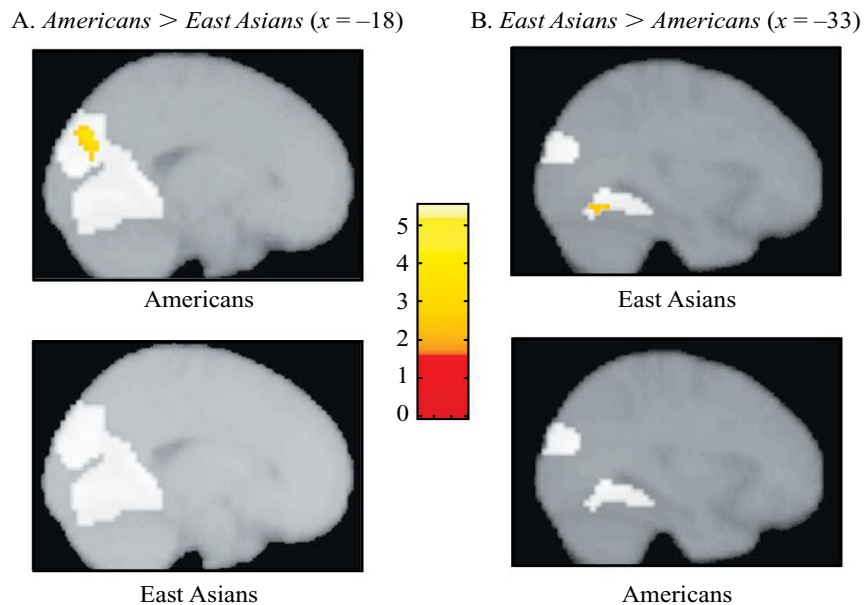 A. Americans > East Asians (x = –18)
B. East Asians > Americans (x = –33)
Americans
East Asians
5
4
3
2
1
0
East Asians
Americans